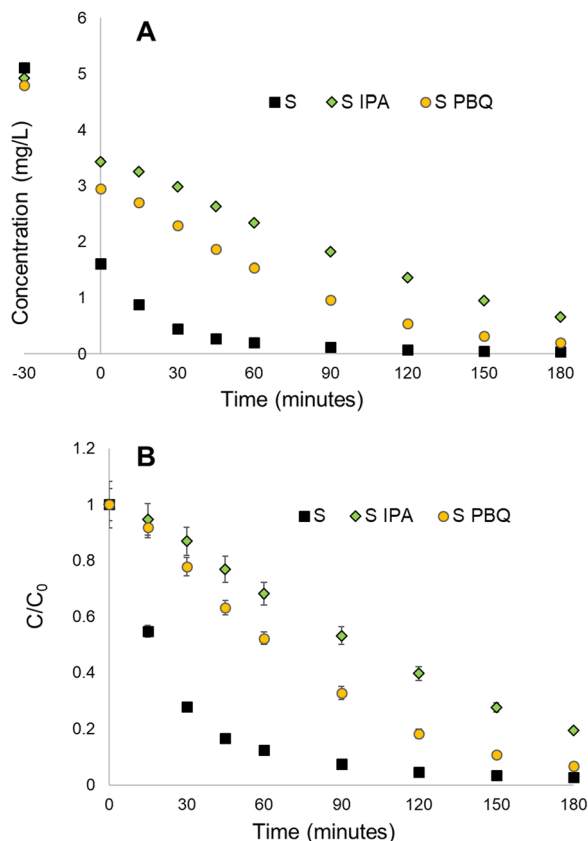 A
6
5
4
3
2
1
0
Concentration (mg/L)
S
S IPA
S PBQ
-30
0
30
60
90
120
150
180
Time (minutes)
B
1.2
1
0.8
0.6
0.4
0.2
0
C/C₀
S
S IPA
S PBQ
0
30
60
90
120
150
180
Time (minutes)